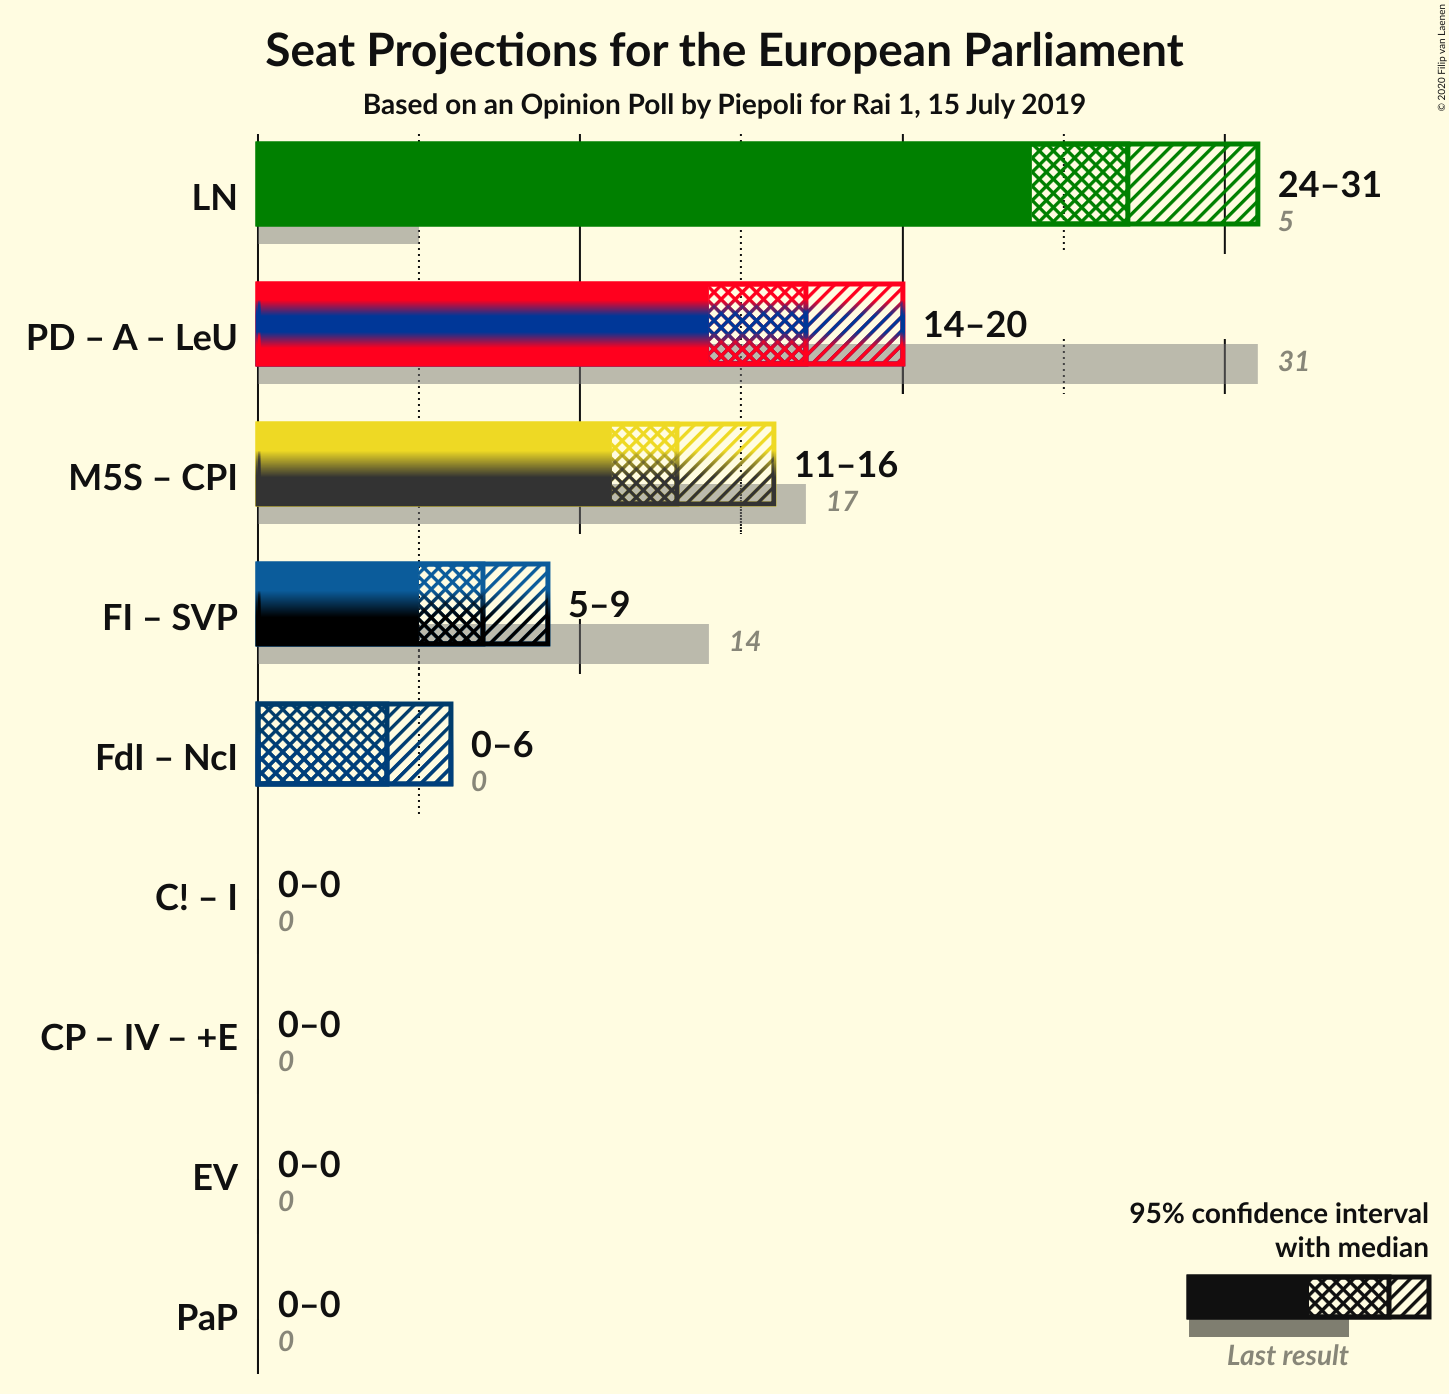 Seat Projections for the European Parliament
Based on an Opinion Poll by Piepoli for Rai 1, 15 July 2019
© 2020 Filip van Laenen
LN
24–31
5
PD – A – LeU
14–20
31
M5S – CPI
11–16
17
FI – SVP
5–9
14
FdI – NcI
0–6
0
C! – I
0–0
0
CP – IV – +E
0–0
0
EV
0–0
0
PaP
0–0
0
95% confidence interval
with median
Last result